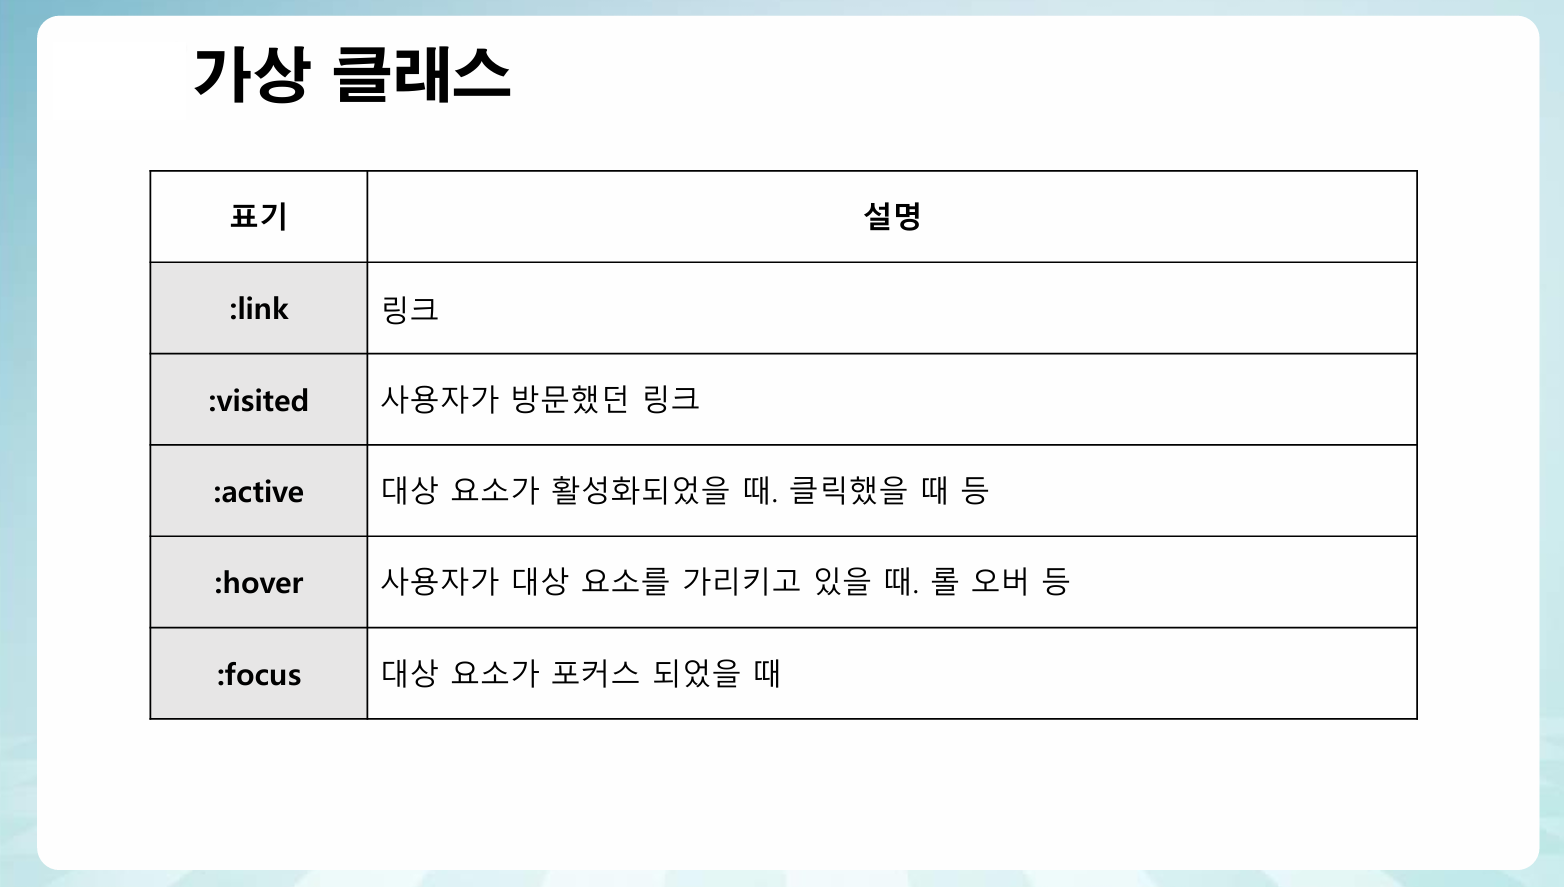 가상 클래스
표기 설명
:link 링크
:visited 사용자가 방문했던 링크
:active 대상 요소가 활성화되었을 때. 클릭했을 때 등
:hover 사용자가 대상 요소를 가리키고 있을 때. 롤 오버 등
:focus 대상 요소가 포커스 되었을 때